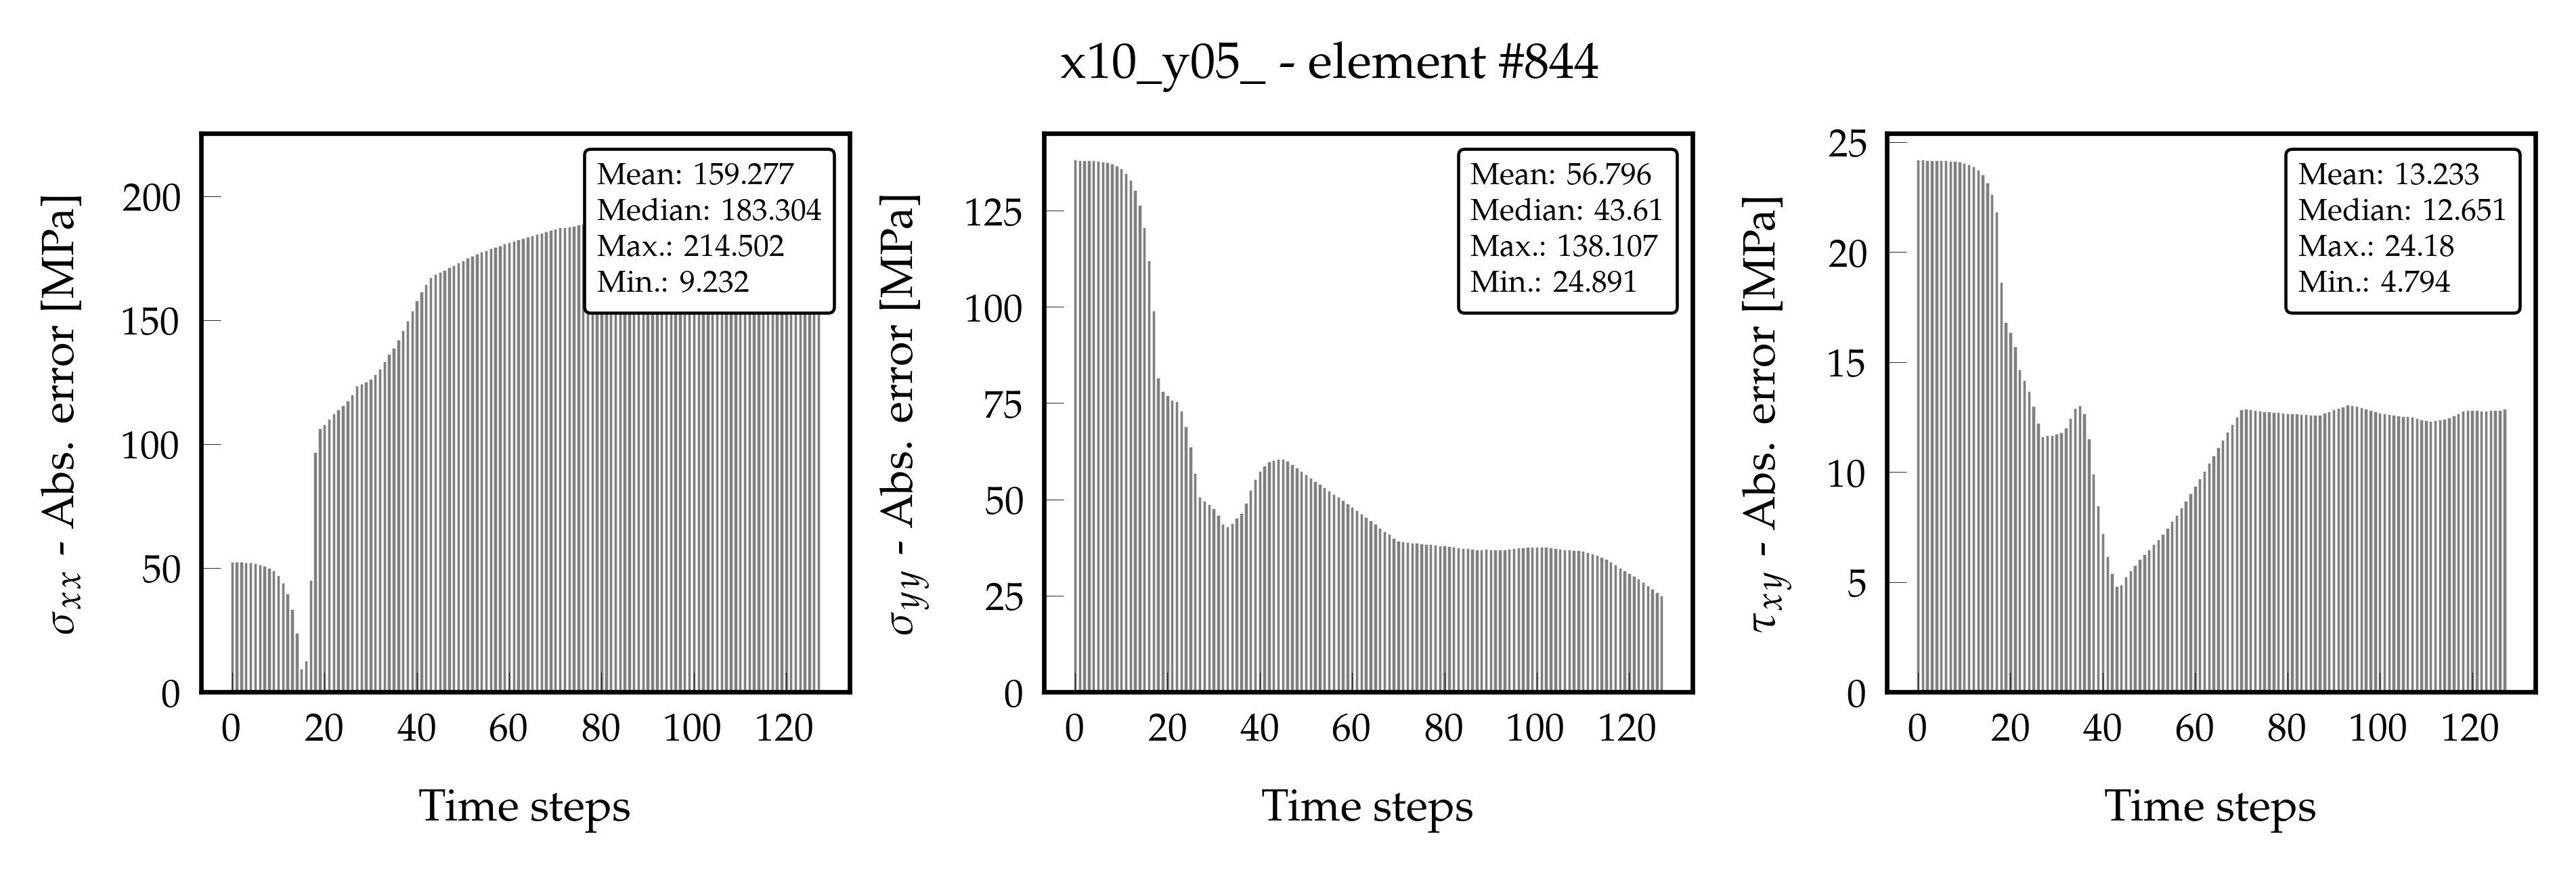 x10_y05_ - element #844
σxx - Abs. error [MPa]
200
150
100
50
0
Mean: 159.277
Median: 183.304
Max.: 214.502
Min.: 9.232
0 20 40 60 80 100 120
Time steps
σyy - Abs. error [MPa]
125
100
75
50
25
0
Mean: 56.796
Median: 43.61
Max.: 138.107
Min.: 24.891
0 20 40 60 80 100 120
Time steps
τxy - Abs. error [MPa]
25
20
15
10
5
0
Mean: 13.233
Median: 12.651
Max.: 24.18
Min.: 4.794
0 20 40 60 80 100 120
Time steps